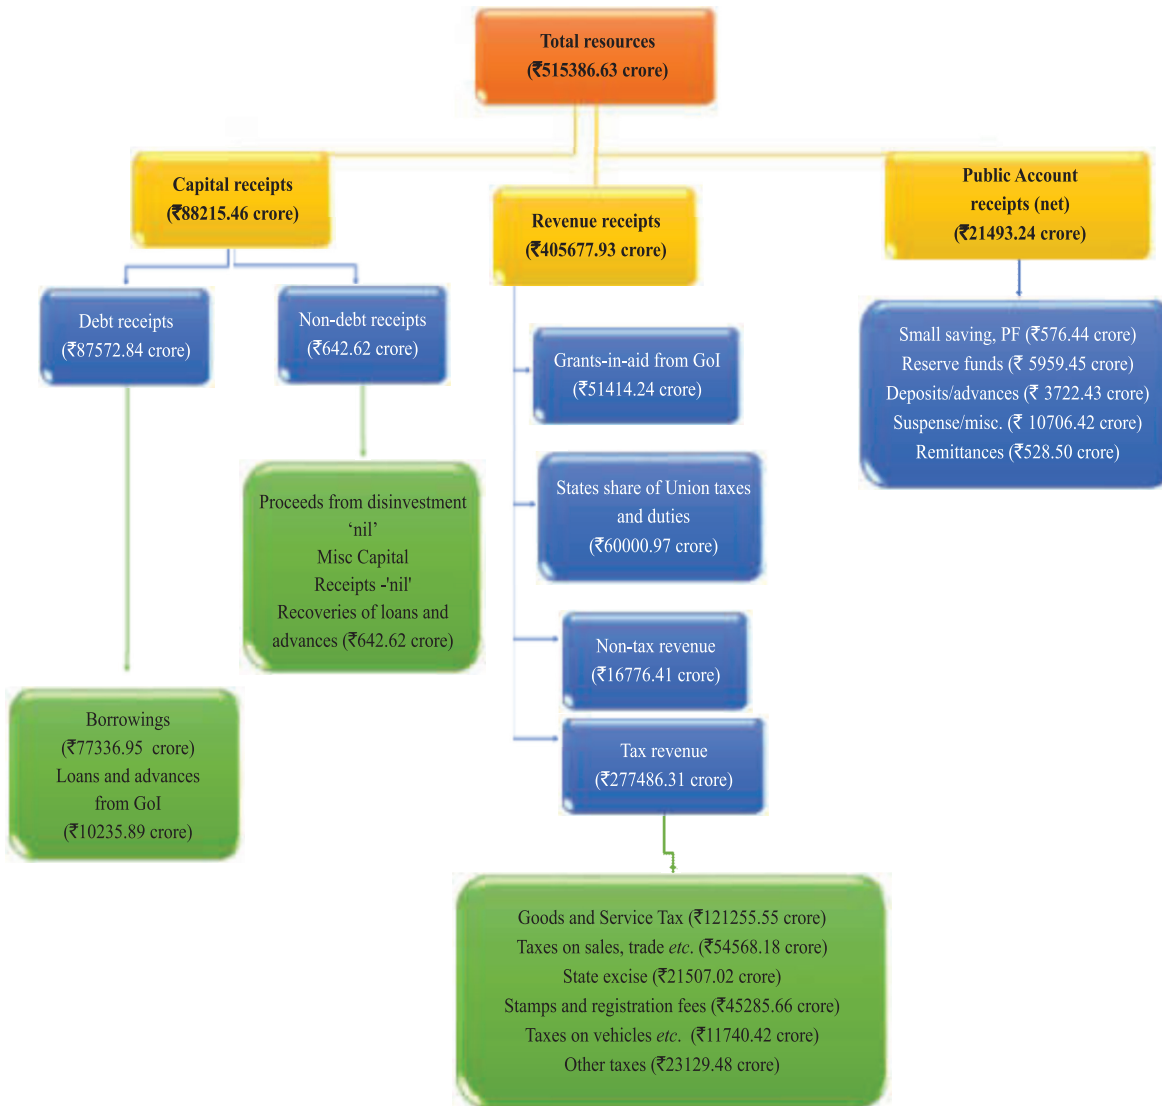 Total resources
(₹515386.63 crore)
Capital receipts
(₹88215.46 crore)
Revenue receipts
(₹405677.93 crore)
Public Account
receipts (net)
(₹21493.24 crore)
Debt receipts
(₹87572.84 crore)
Non-debt receipts
(₹642.62 crore)
Grants-in-aid from GoI
(₹51414.24 crore)
Small saving, PF (₹576.44 crore)
Reserve funds (₹ 5959.45 crore)
Deposits/advances (₹ 3722.43 crore)
Suspense/misc. (₹ 10706.42 crore)
Remittances (₹528.50 crore)
Proceeds from disinvestment
‘nil’
Misc Capital
Receipts -'nil'
Recoveries of loans and
advances (₹642.62 crore)
States share of Union taxes
and duties
(₹60000.97 crore)
Non-tax revenue
(₹16776.41 crore)
Borrowings
(₹77336.95 crore)
Loans and advances
from GoI
(₹10235.89 crore)
Tax revenue
(₹277486.31 crore)
Goods and Service Tax (₹121255.55 crore)
Taxes on sales, trade etc. (₹54568.18 crore)
State excise (₹21507.02 crore)
Stamps and registration fees (₹45285.66 crore)
Taxes on vehicles etc. (₹11740.42 crore)
Other taxes (₹23129.48 crore)